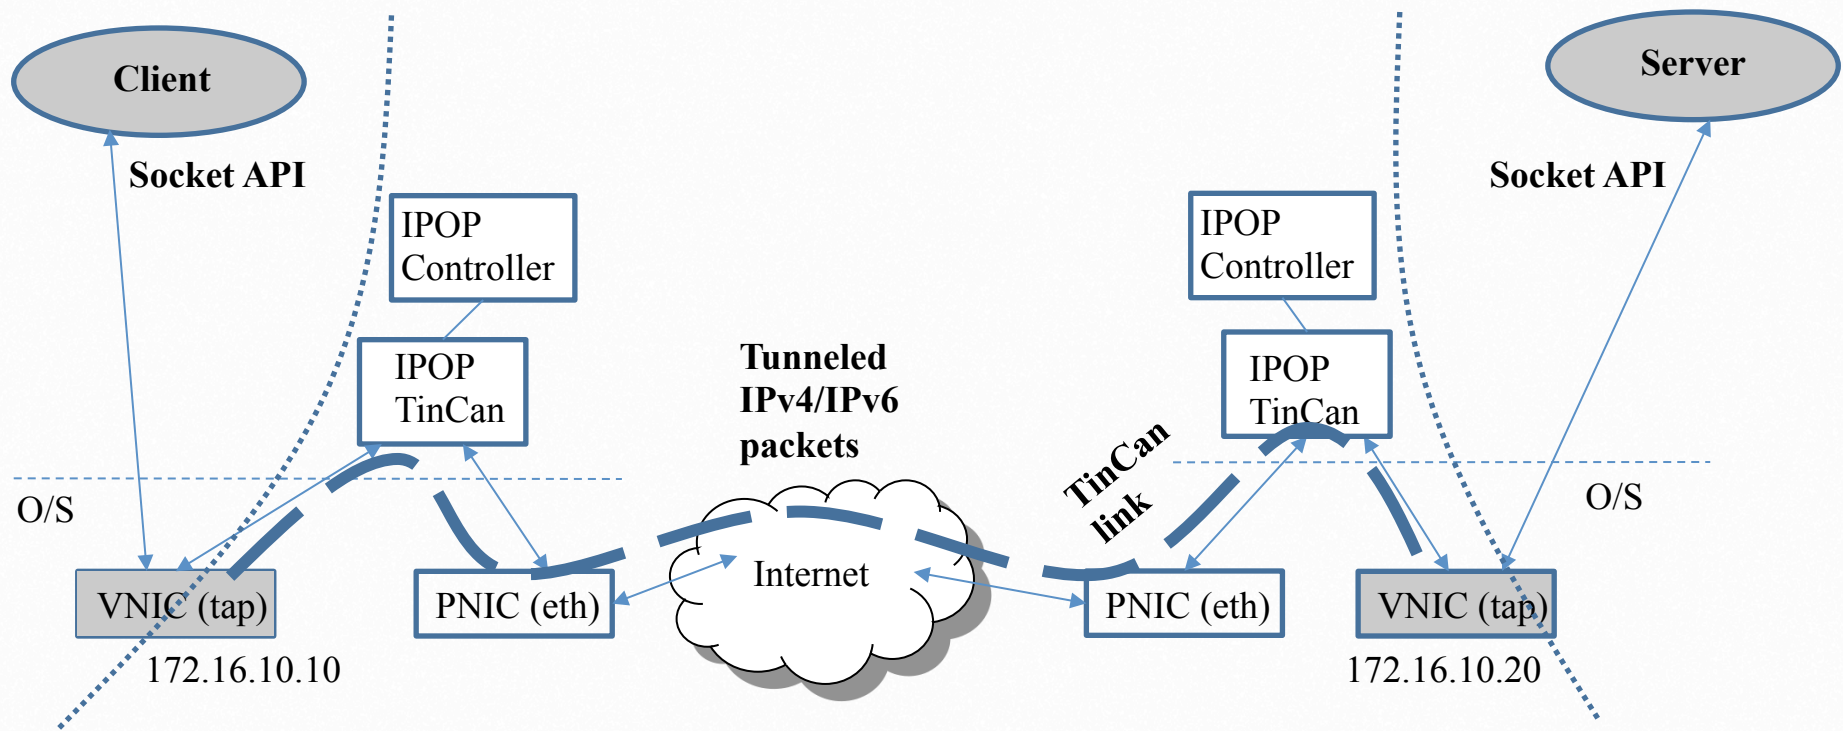 Client
Server
Socket API
Socket API
IPOP
Controller
IPOP
Controller
IPOP
TinCan
Tunneled
IPv4/IPv6
packets
TinCan
link
IPOP
TinCan
O/S
O/S
VNIC (tap)
PNIC (eth)
Internet
PNIC (eth)
VNIC (tap)
172.16.10.10
172.16.10.20